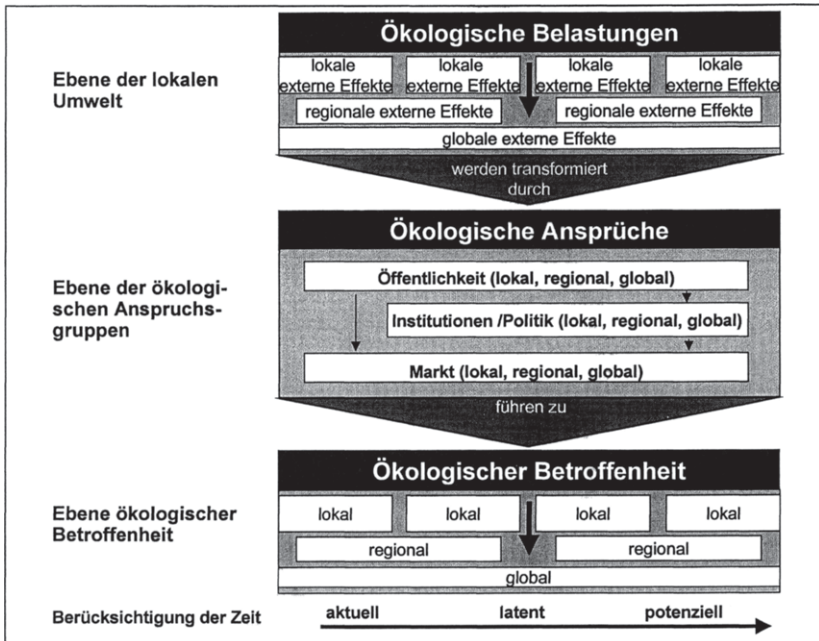 Ökologische Belastungen
Ebene der lokalen
Umwelt
lokale
externe Effekte
lokale
externe Effekte
lokale
externe Effekte
lokale
externe Effekte
regionale externe Effekte
regionale externe Effekte
globale externe Effekte
werden transformiert
durch
Ökologische Ansprüche
Ebene der ökologi-
schen Anspruchs-
gruppen
Öffentlichkeit (lokal, regional, global)
Institutionen /Politik (lokal, regional, global)
Markt (lokal, regional, global)
führen zu
Ökologischer Betroffenheit
Ebene ökologischer
Betroffenheit
lokal
lokal
lokal
lokal
regional
regional
global
Berücksichtigung der Zeit
aktuell
latent
potenziell